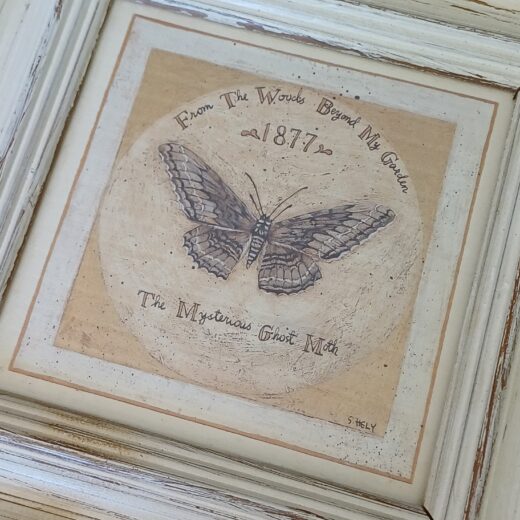 From The Woods Beyond My Garden
1877
The Mysterious Ghost Moth
S HELY